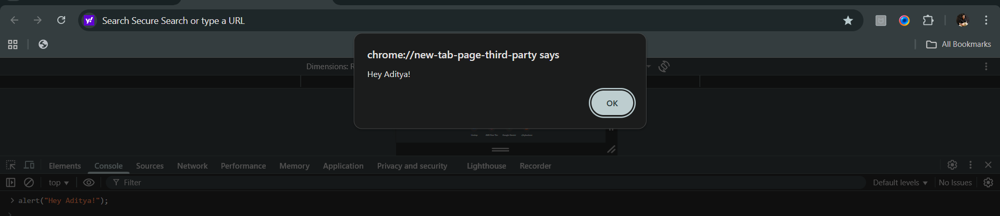 y!
Search Secure Search or type a URL
All Bookmarks
chrome://new-tab-page-third-party says
Hey Aditya!
OK
Dimensions: R
Elements Console Sources Network Performance Memory Application Privacy and security Lighthouse Recorder
top Filter Default levels No Issues
alert("Hey Aditya!");